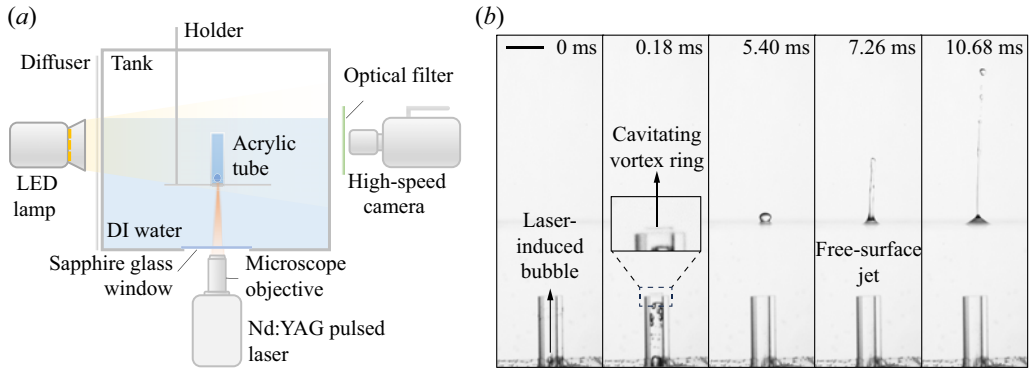 (a)
Holder
Diffuser
Tank
Optical filter
Acrylic
tube
LED
lamp
High-speed
camera
DI water
Sapphire glass
window
Microscope
objective
Nd:YAG pulsed
laser
(b)
0 ms
0.18 ms
5.40 ms
7.26 ms
10.68 ms
Cavitating
vortex ring
Laser-
induced
bubble
Free-surface
jet